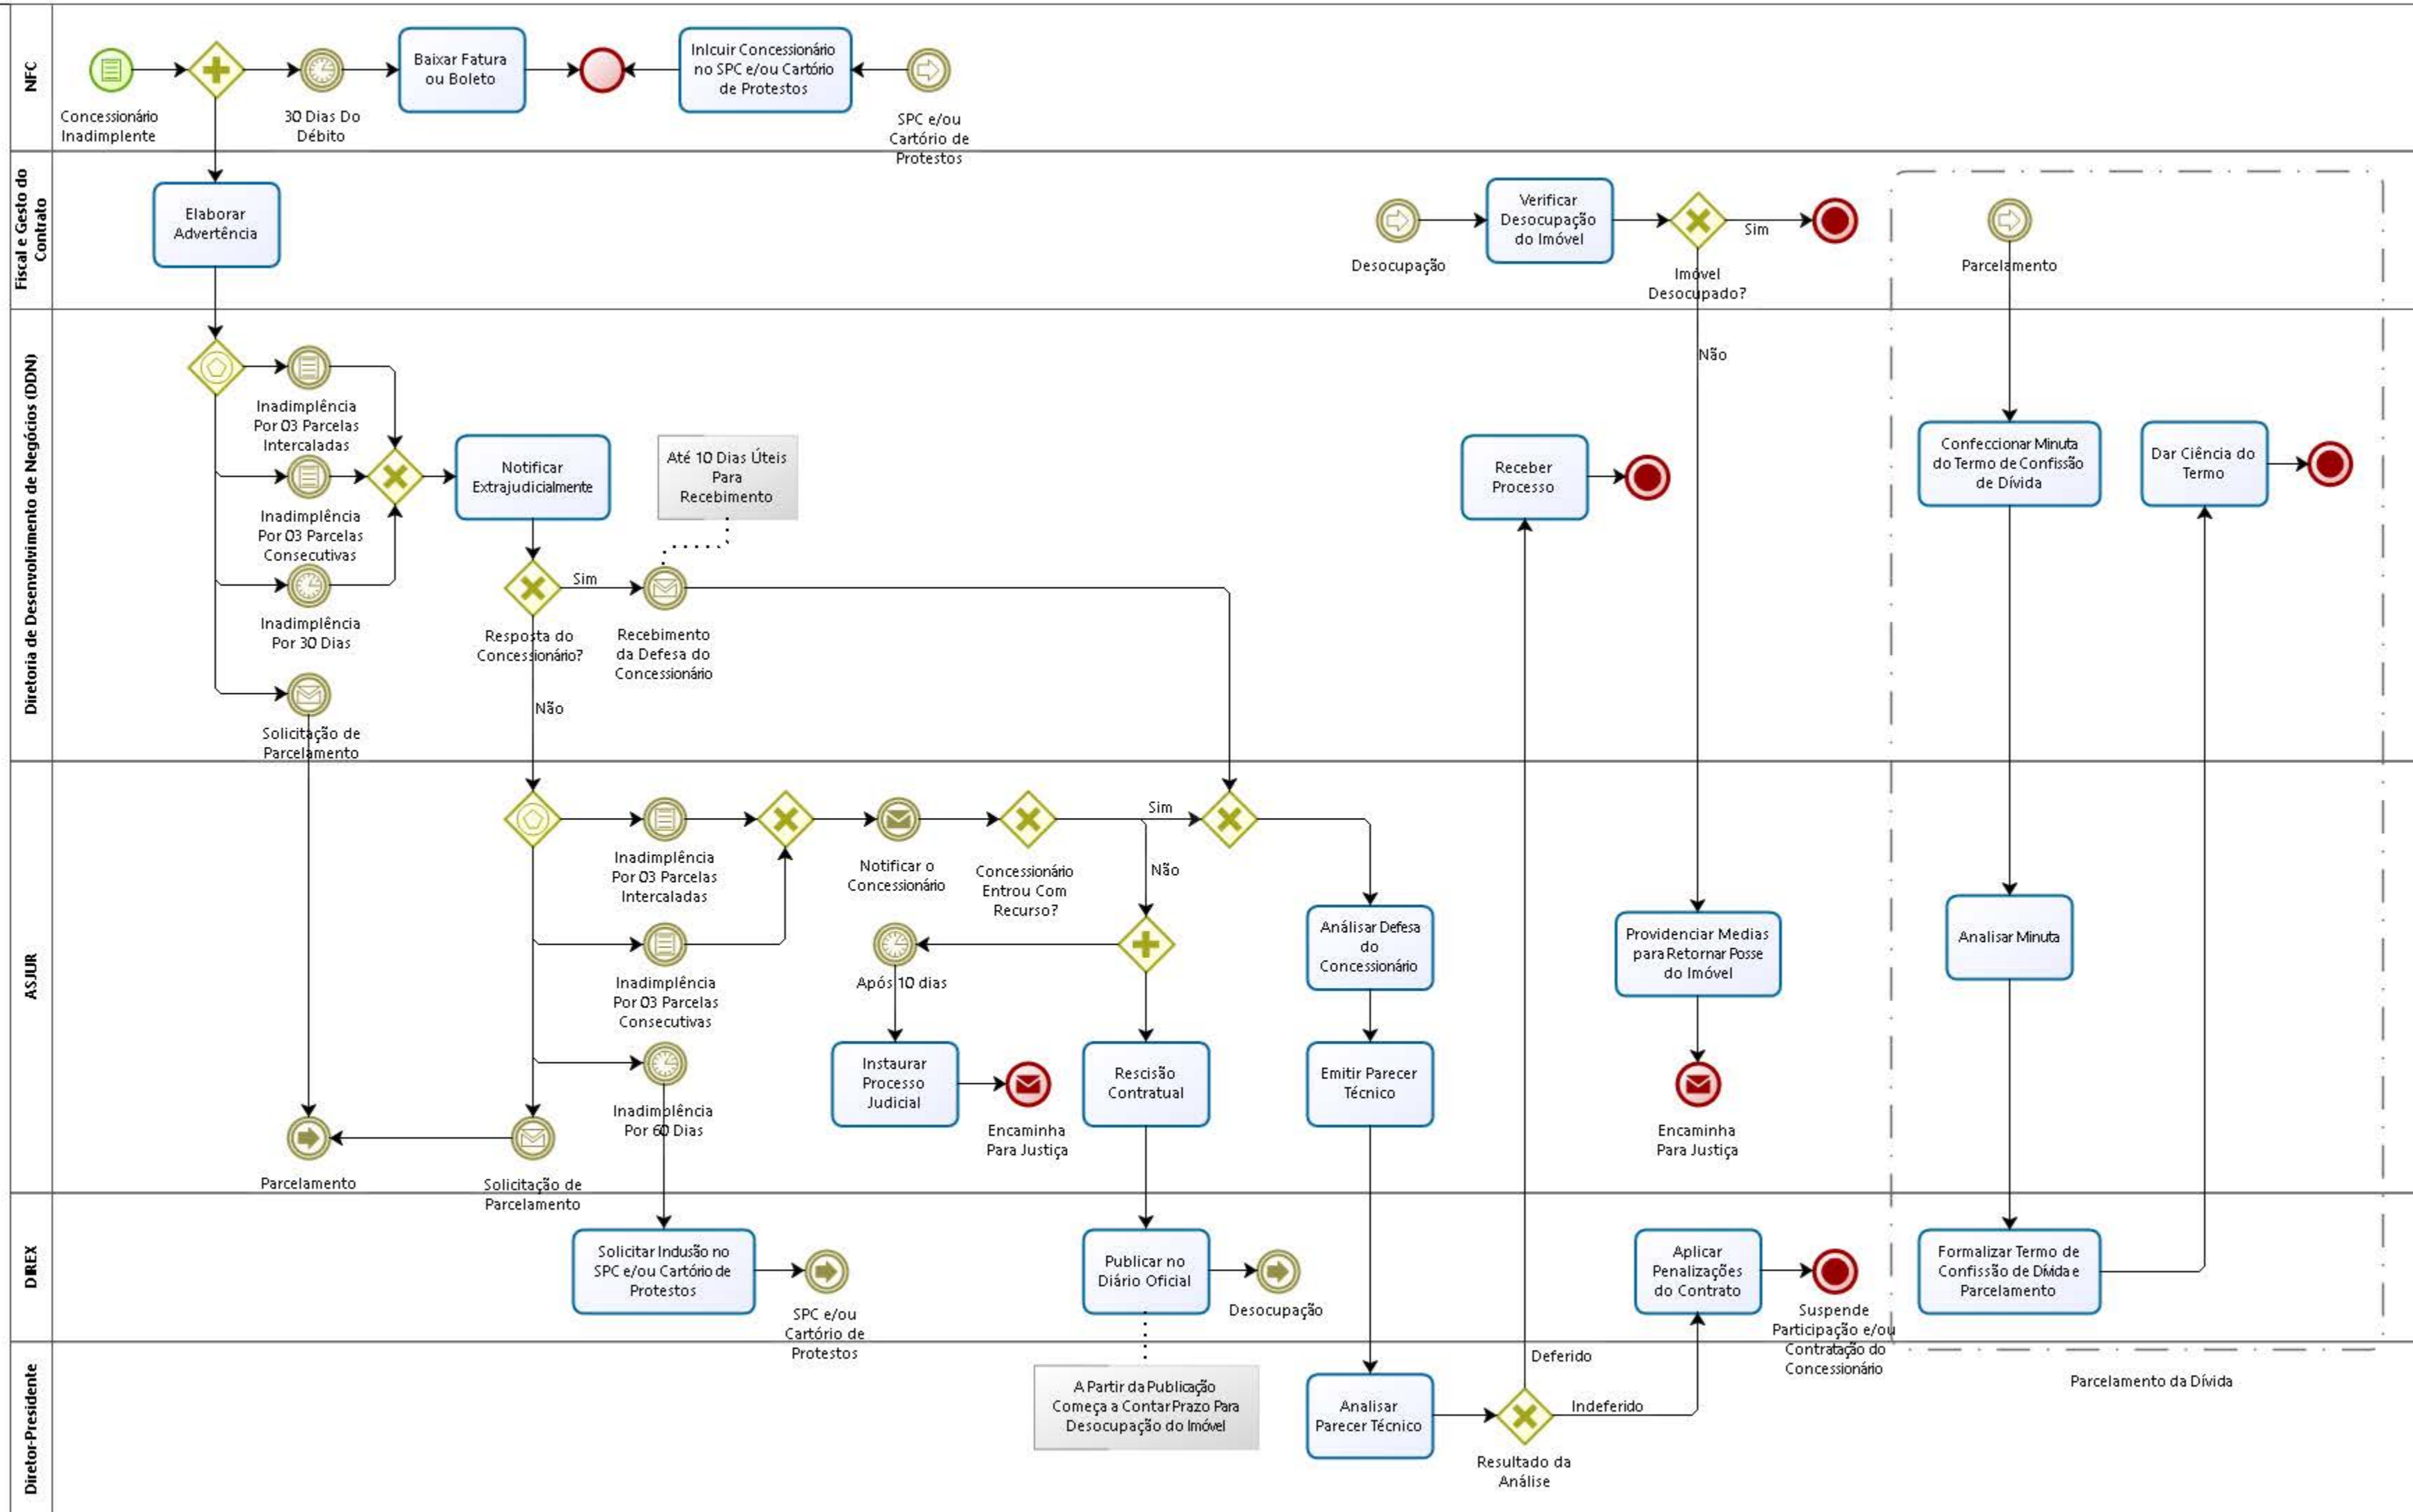 NFC
Concessionário
Inadimplente
30 Dias Do
Débito
Baixar Fatura
ou Boleto
Inlcuir Concessionário
no SPC e/ou Cartório
de Protestos
SPC e/ou
Cartório de
Protestos
Fiscal e Gesto do
Contrato
Elaborar
Advertência
Desocupação
Verificar
Desocupação
do Imóvel
Imóvel
Desocupado?
Sim
Não
Parcelamento
Diretoria de Desenvolvimento de Negócios (DDN)
Inadimplência
Por 03 Parcelas
Intercaladas
Inadimplência
Por 03 Parcelas
Consecutivas
Inadimplência
Por 30 Dias
Solicitação de
Parcelamento
Notificar
Extrajudicialmente
Resposta do
Concessionário?
Sim
Não
Até 10 Dias Úteis
Para
Recebimento
Recebimento
da Defesa do
Concessionário
Receber
Processo
Confeccionar Minuta
do Termo de Confissão
de Dívida
Dar Ciência do
Termo
ASJUR
Parcelamento
Solicitação de
Parcelamento
Inadimplência
Por 03 Parcelas
Intercaladas
Inadimplência
Por 03 Parcelas
Consecutivas
Inadimplência
Por 60 Dias
Notificar o
Concessionário
Concessionário
Entrou Com
Recurso?
Sim
Não
Após 10 dias
Instaurar
Processo
Judicial
Encaminha
Para Justiça
Rescisão
Contratual
Análisar Defesa
do
Concessionário
Emitir Parecer
Técnico
Providenciar Medias
para Retornar Posse
do Imóvel
Encaminha
Para Justiça
Analisar Minuta
DIREX
Solicitar Indusão no
SPC e/ou Cartório de
Protestos
SPC e/ou
Cartório de
Protestos
Publicar no
Diário Oficial
Desocupação
Aplicar
Penalizações
do Contrato
Suspende
Participação e/ou
Contratação do
Concessionário
Formalizar Termo de
Confissão de Dívida e
Parcelamento
Diretor-Presidente
A Partir da Publicação
Começa a Contar Prazo Para
Desocupação do Imóvel
Analisar
Parecer Técnico
Resultado da
Análise
Deferido
Indeferido
Parcelamento da Dívida